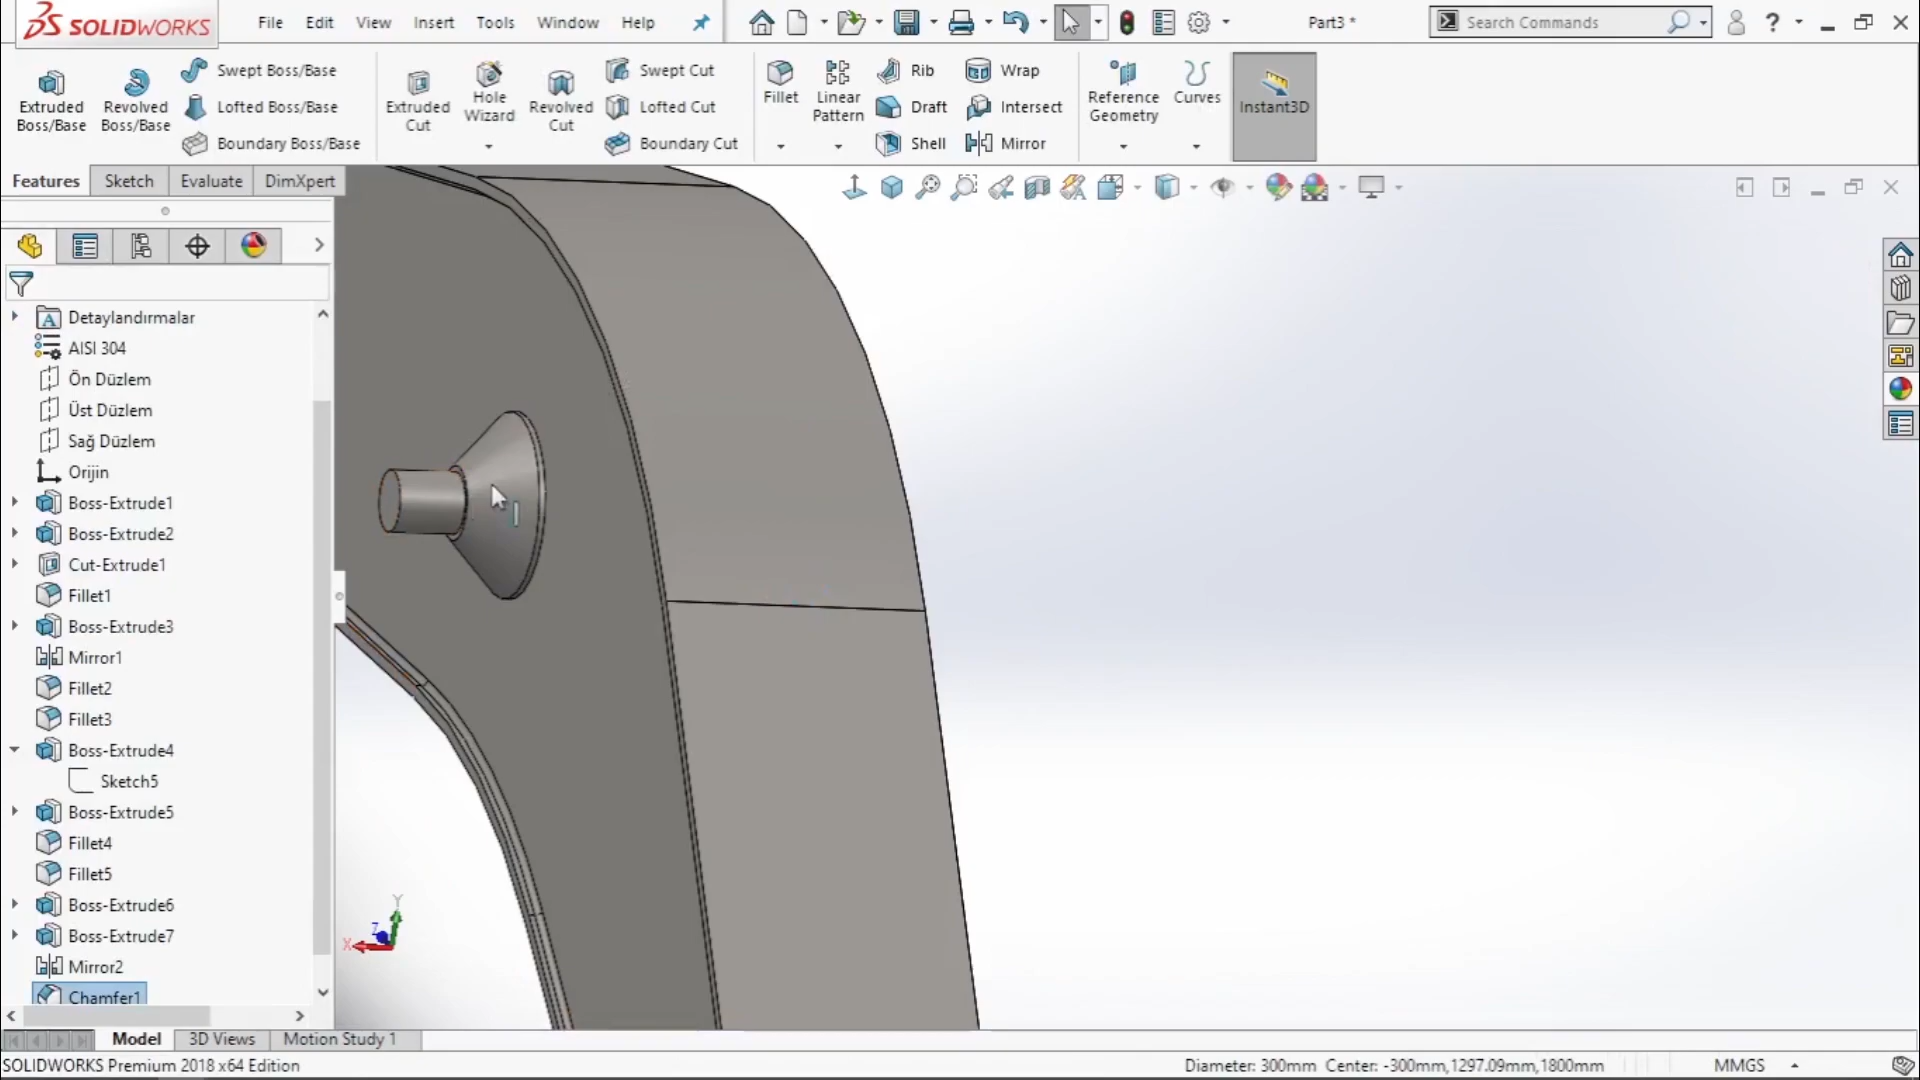 SOLIDWORKS File Edit View Insert Tools Window Help Part3 * Search Commands ?
Extruded Boss/Base
Revolved Boss/Base
Swept Boss/Base
Lofted Boss/Base
Boundary Boss/Base
Extruded Cut
Hole Wizard
Revolved Cut
Swept Cut
Lofted Cut
Boundary Cut
Fillet
Linear Pattern
Rib
Draft
Shell
Wrap
Intersect
Mirror
Reference Geometry
Curves
Instant3D
Features Sketch Evaluate DimXpert
Detaylandırmalar
AISI 304
Ön Düzlem
Üst Düzlem
Sağ Düzlem
Orijin
Boss-Extrude1
Boss-Extrude2
Cut-Extrude1
Fillet1
Boss-Extrude3
Mirror1
Fillet2
Fillet3
Boss-Extrude4
Sketch5
Boss-Extrude5
Fillet4
Fillet5
Boss-Extrude6
Boss-Extrude7
Mirror2
Chamfer1
Y
Z
X
Model 3D Views Motion Study 1
SOLIDWORKS Premium 2018 x64 Edition Diameter: 300mm Center: -300mm,1297.09mm,1800mm MMGS